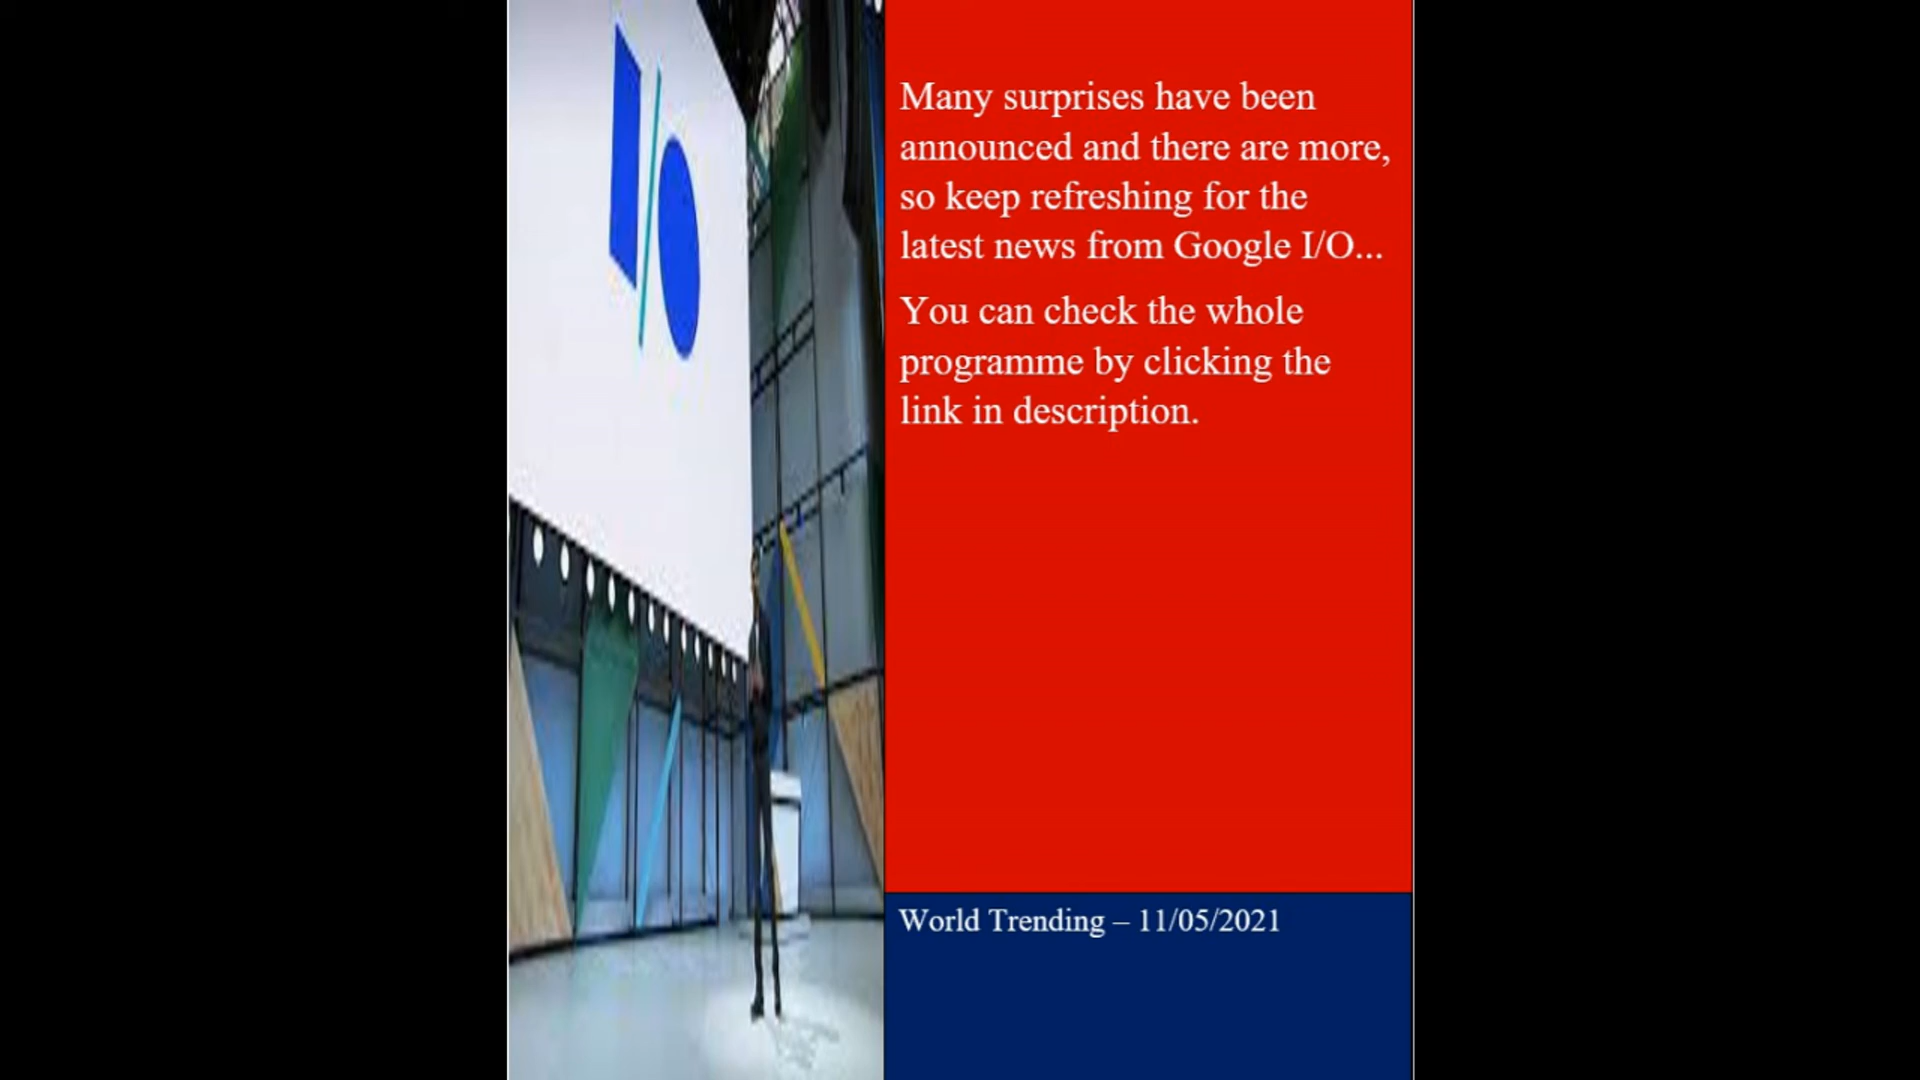 I/O
Many surprises have been
announced and there are more,
so keep refreshing for the
latest news from Google I/O...
You can check the whole
programme by clicking the
link in description.
World Trending – 11/05/2021